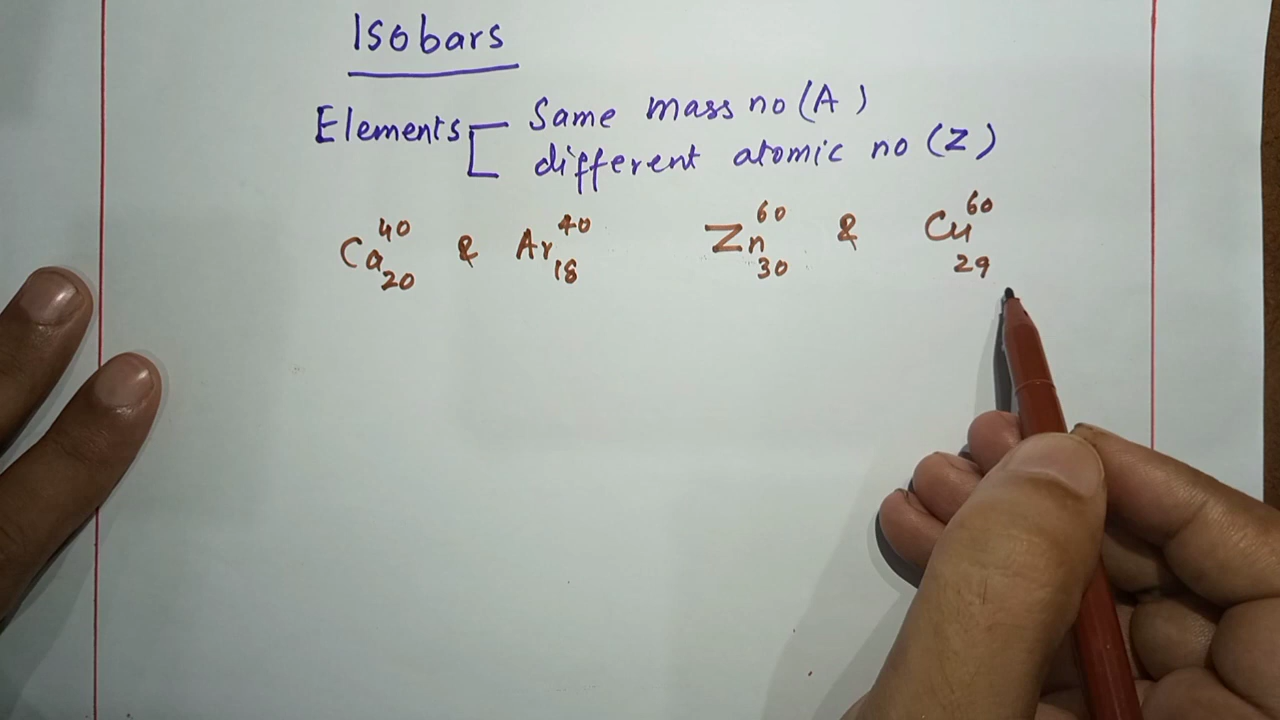 Isobars
Elements Same mass no (A)
different atomic no (Z)
Ca 40 20 & Ar 40 18 Zn 60 30 & Cu 60 29